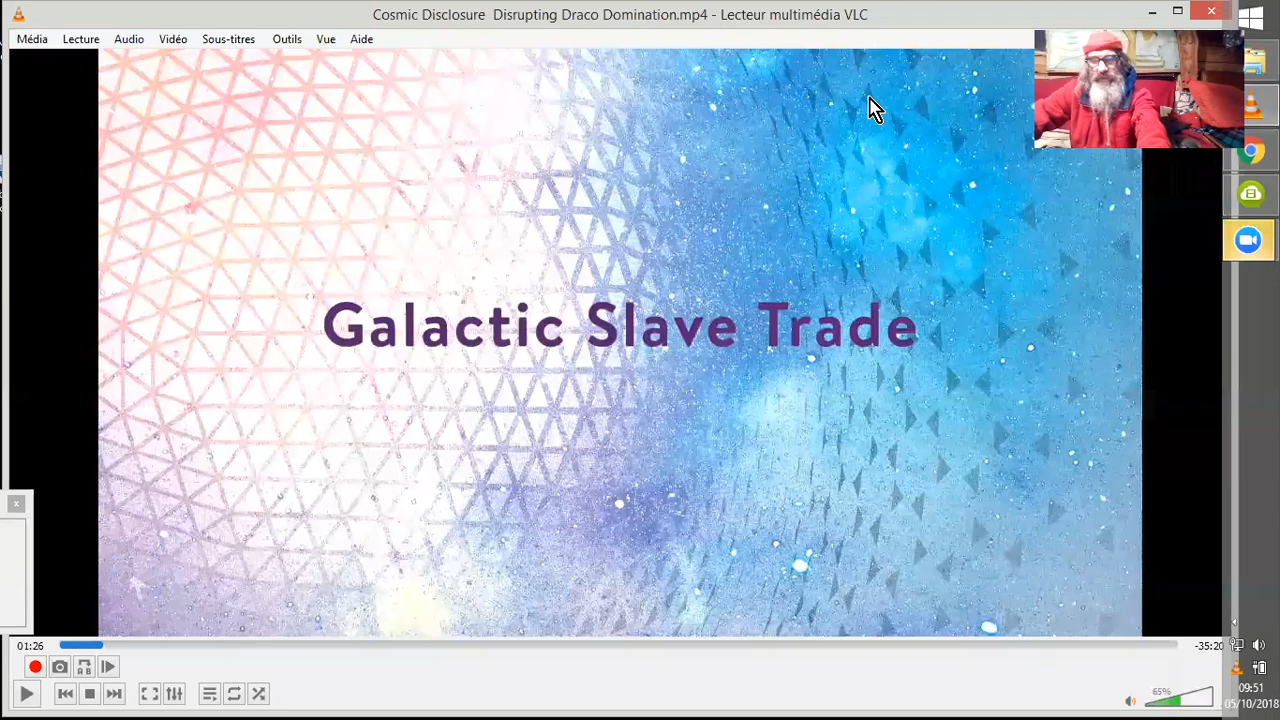 Cosmic Disclosure  Disrupting Draco Domination.mp4 - Lecteur multimédia VLC
Média Lecture Audio Vidéo Sous-titres Outils Vue Aide
Galactic Slave Trade
01:26
-35:20
65%
09:51
05/10/2018